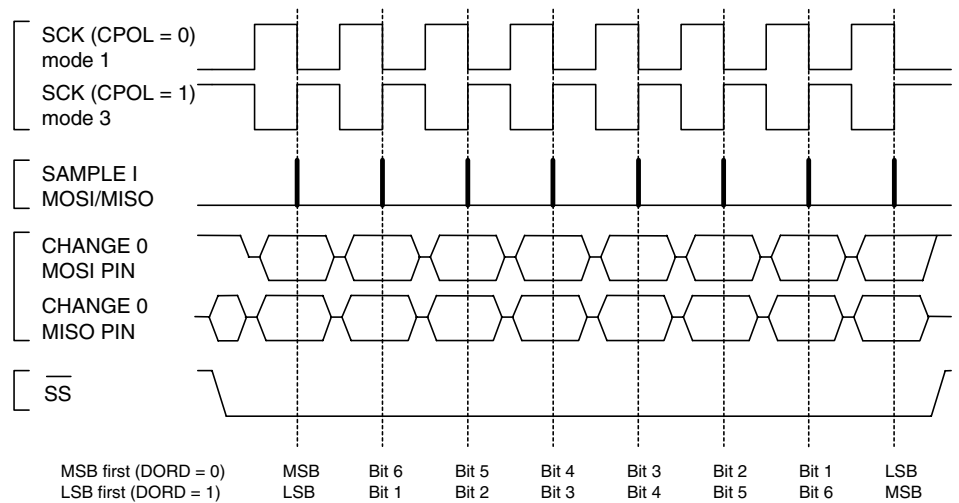 SCK (CPOL = 0)
mode 1
SCK (CPOL = 1)
mode 3
SAMPLE I
MOSI/MISO
CHANGE 0
MOSI PIN
CHANGE 0
MISO PIN
SS
MSB first (DORD = 0) MSB Bit 6 Bit 5 Bit 4 Bit 3 Bit 2 Bit 1 LSB
LSB first (DORD = 1) LSB Bit 1 Bit 2 Bit 3 Bit 4 Bit 5 Bit 6 MSB